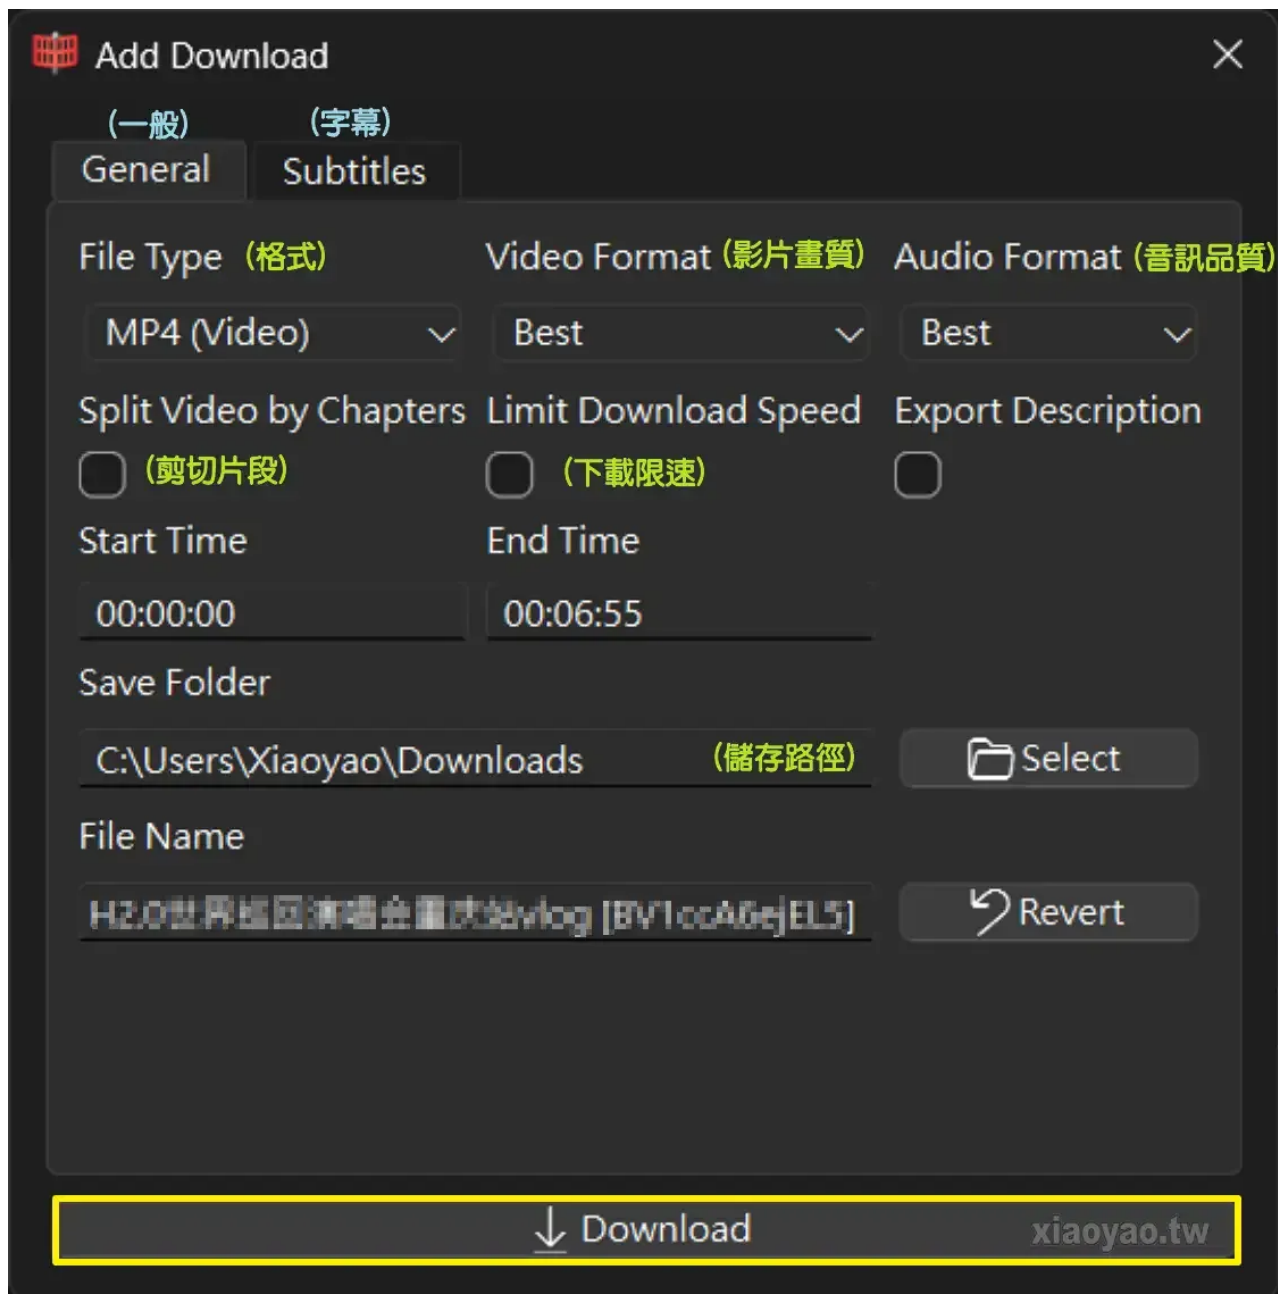 Add Download
(一般) (字幕)
General Subtitles
File Type (格式) Video Format (影片畫質) Audio Format (音訊品質)
MP4 (Video) Best Best
Split Video by Chapters Limit Download Speed Export Description
(剪切片段) (下載限速)
Start Time End Time
00:00:00 00:06:55
Save Folder
C:\Users\Xiaoyao\Downloads (儲存路徑) Select
File Name
vlog Revert
Download xiaoyao.tw